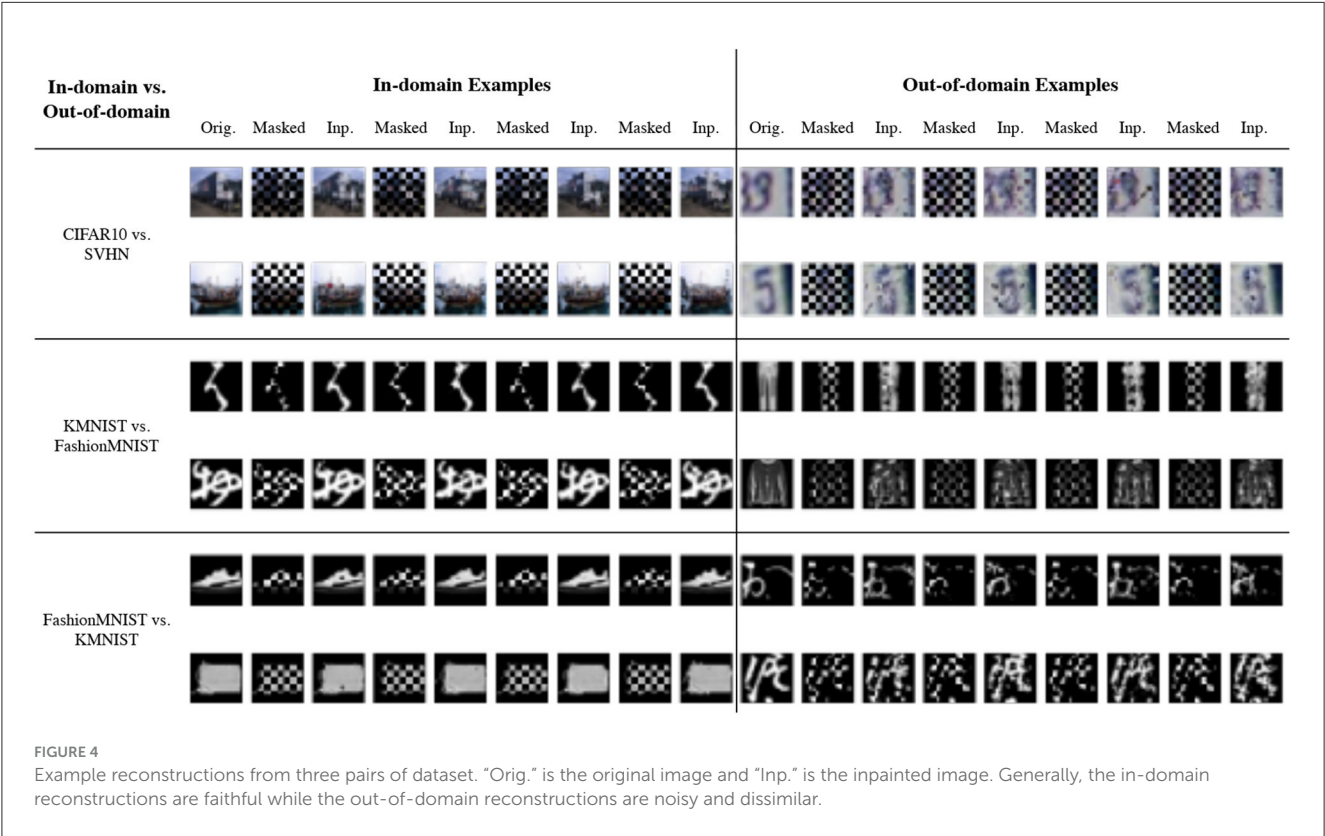 In-domain vs.
Out-of-domain
In-domain Examples
Out-of-domain Examples
Orig. Masked Inp. Masked Inp. Masked Inp. Masked Inp. Orig. Masked Inp. Masked Inp. Masked Inp. Masked Inp.
CIFAR10 vs.
SVHN
KMNIST vs.
FashionMNIST
FashionMNIST vs.
KMNIST
FIGURE 4
Example reconstructions from three pairs of dataset. “Orig.” is the original image and “Inp.” is the inpainted image. Generally, the in-domain
reconstructions are faithful while the out-of-domain reconstructions are noisy and dissimilar.